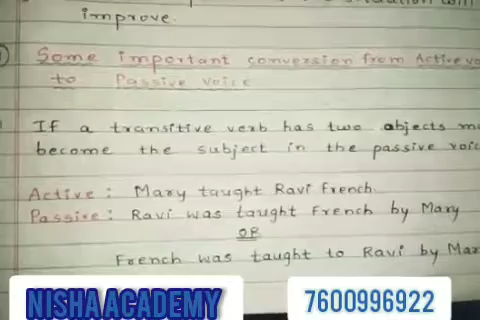 improve.
Some important conversion from Active
to Passive voice
If a transitive verb has two objects
become the subject in the passive
Active : Mary taught Ravi French.
Passive : Ravi was taught French by Mary
OR
French was taught to Ravi by
NISHA ACADEMY
7600996922